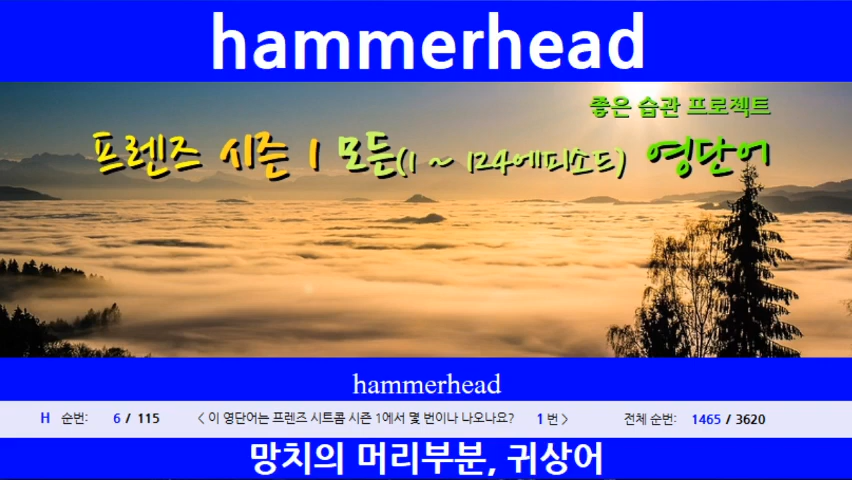 hammerhead
좋은 습관 프로젝트
프렌즈 시즌 1 모든(1 ~ 124에피소드) 영단어
hammerhead
H 순번: 6 / 115 < 이 영단어는 프렌즈 시트콤 시즌 1에서 몇 번이나 나오나요? 1 번 > 전체 순번: 1465 / 3620
망치의 머리부분, 귀상어